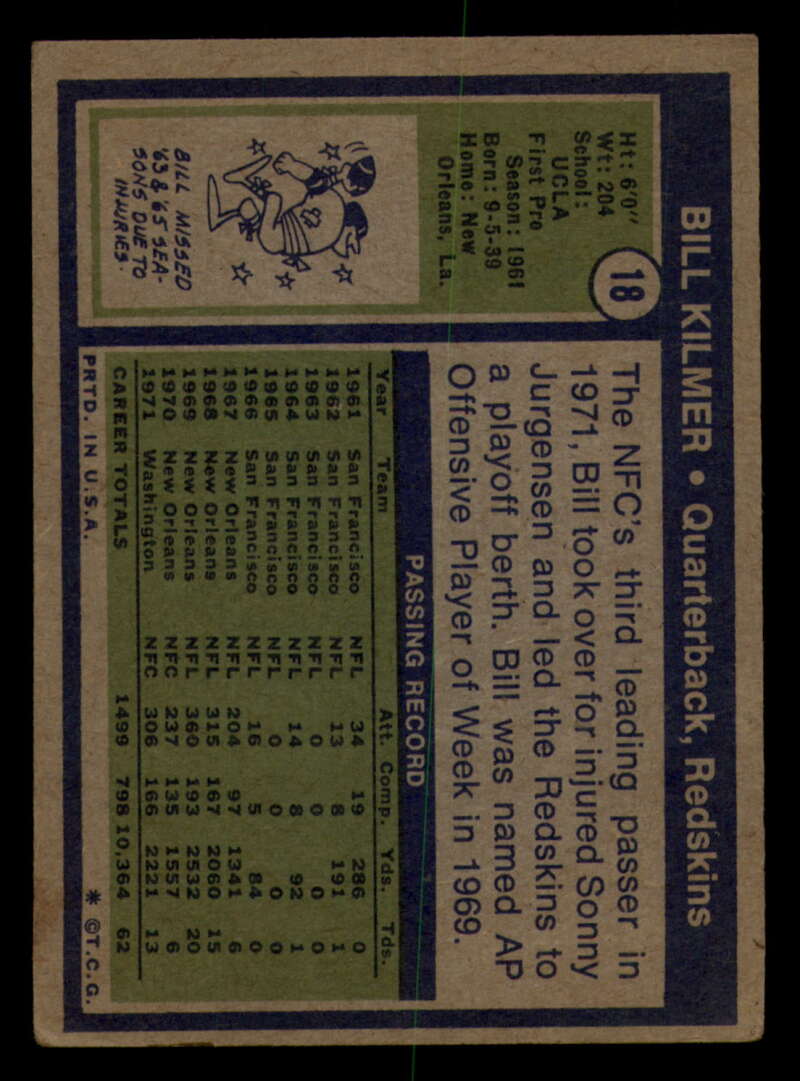 BILL KILMER • Quarterback, Redskins
18
Ht: 6'0"
Wt: 204
School:
UCLA
First Pro
Season: 1961
Born: 9-5-39
Home: New
Orleans, La.
BILL MISSED
'63 & '65 SEA-
SONS DUE TO
INJURIES.
The NFC's third leading passer in
1971, Bill took over for injured Sonny
Jurgensen and led the Redskins to
a playoff berth. Bill was named AP
Offensive Player of Week in 1969.
PASSING RECORD
Year Team Att. Comp. Yds. Tds.
1961 San Francisco NFL 34 19 286 0
1962 San Francisco NFL 13 8 191 1
1963 San Francisco NFL 0 0 0 0
1964 San Francisco NFL 14 8 92 1
1965 San Francisco NFL 0 0 0 0
1966 San Francisco NFL 16 5 84 0
1967 New Orleans NFL 204 97 1341 6
1968 New Orleans NFL 315 167 2060 15
1969 New Orleans NFL 360 193 2532 20
1970 New Orleans NFC 237 135 1557 6
1971 Washington NFC 306 166 2221 13
CAREER TOTALS 1499 798 10,364 62
PRTD. IN U.S.A. * ©T.C.G.